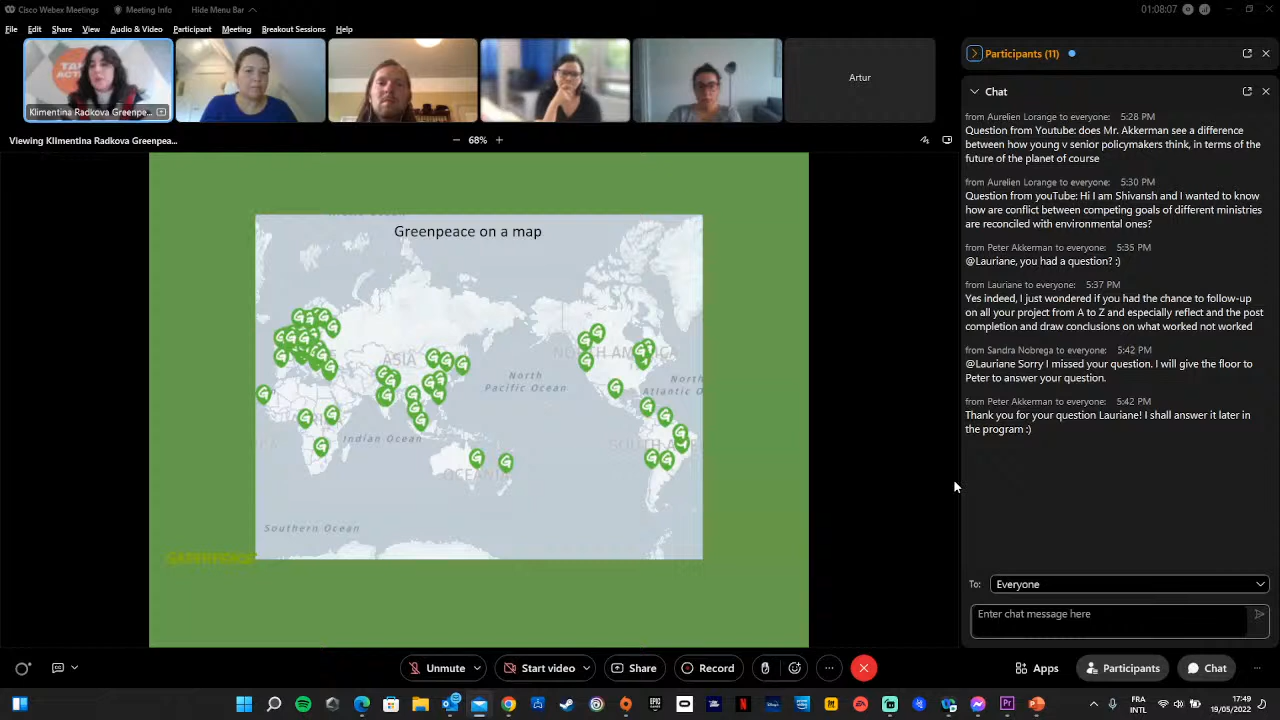 Cisco Webex Meetings
Meeting Info
Hide Menu Bar
01:08:07
File Edit Share View Audio & Video Participant Meeting Breakout Sessions Help
Klimentina Radkova Greenpe...
Artur
Viewing Klimentina Radkova Greenpea...
68%
Greenpeace on a map
ASIA
North
Pacific Ocean
NORTH AMERICA
North
Atlantic O
Indian Ocean
OCEANIA
Southern Ocean
GREENPEACE
Participants (11)
Chat
from Aurelien Lorange to everyone: 5:28 PM
Question from Youtube: does Mr. Akkerman see a difference
between how young v senior policymakers think, in terms of the
future of the planet of course
from Aurelien Lorange to everyone: 5:30 PM
Question from youTube: Hi I am Shivansh and I wanted to know
how are conflict between competing goals of different ministries
are reconciled with environmental ones?
from Peter Akkerman to everyone: 5:35 PM
@Lauriane, you had a question? :)
from Lauriane to everyone: 5:37 PM
Yes indeed, I just wondered if you had the chance to follow-up
on all your project from A to Z and especially reflect and the post
completion and draw conclusions on what worked not worked
from Sandra Nobrega to everyone: 5:42 PM
@Lauriane Sorry I missed your question. I will give the floor to
Peter to answer your question.
from Peter Akkerman to everyone: 5:42 PM
Thank you for your question Lauriane! I shall answer it later in
the program :)
To: Everyone
Enter chat message here
Unmute
Start video
Share
Record
Apps
Participants
Chat
FRA
INTL
17:49
19/05/2022